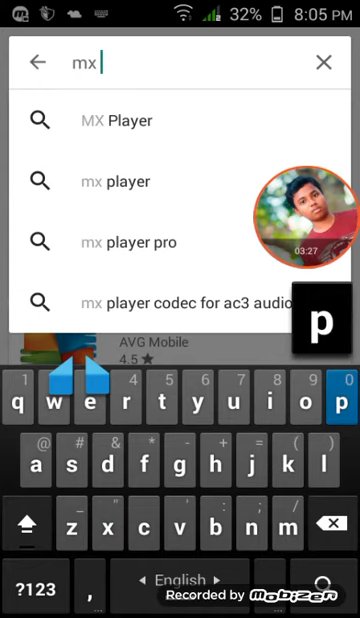 32% 8:05 PM
mx
MX Player
mx player
mx player pro
mx player codec for ac3 audio
03:27
p
AVG Mobile
4.5★
1 2 3 4 5 6 7 8 9 0
q w e r t y u i o p
@ # & * - + = ( )
a s d f g h j k l
_ " ' : ; /
z x c v b n m
?123 , ... English ...
Recorded by mobizen